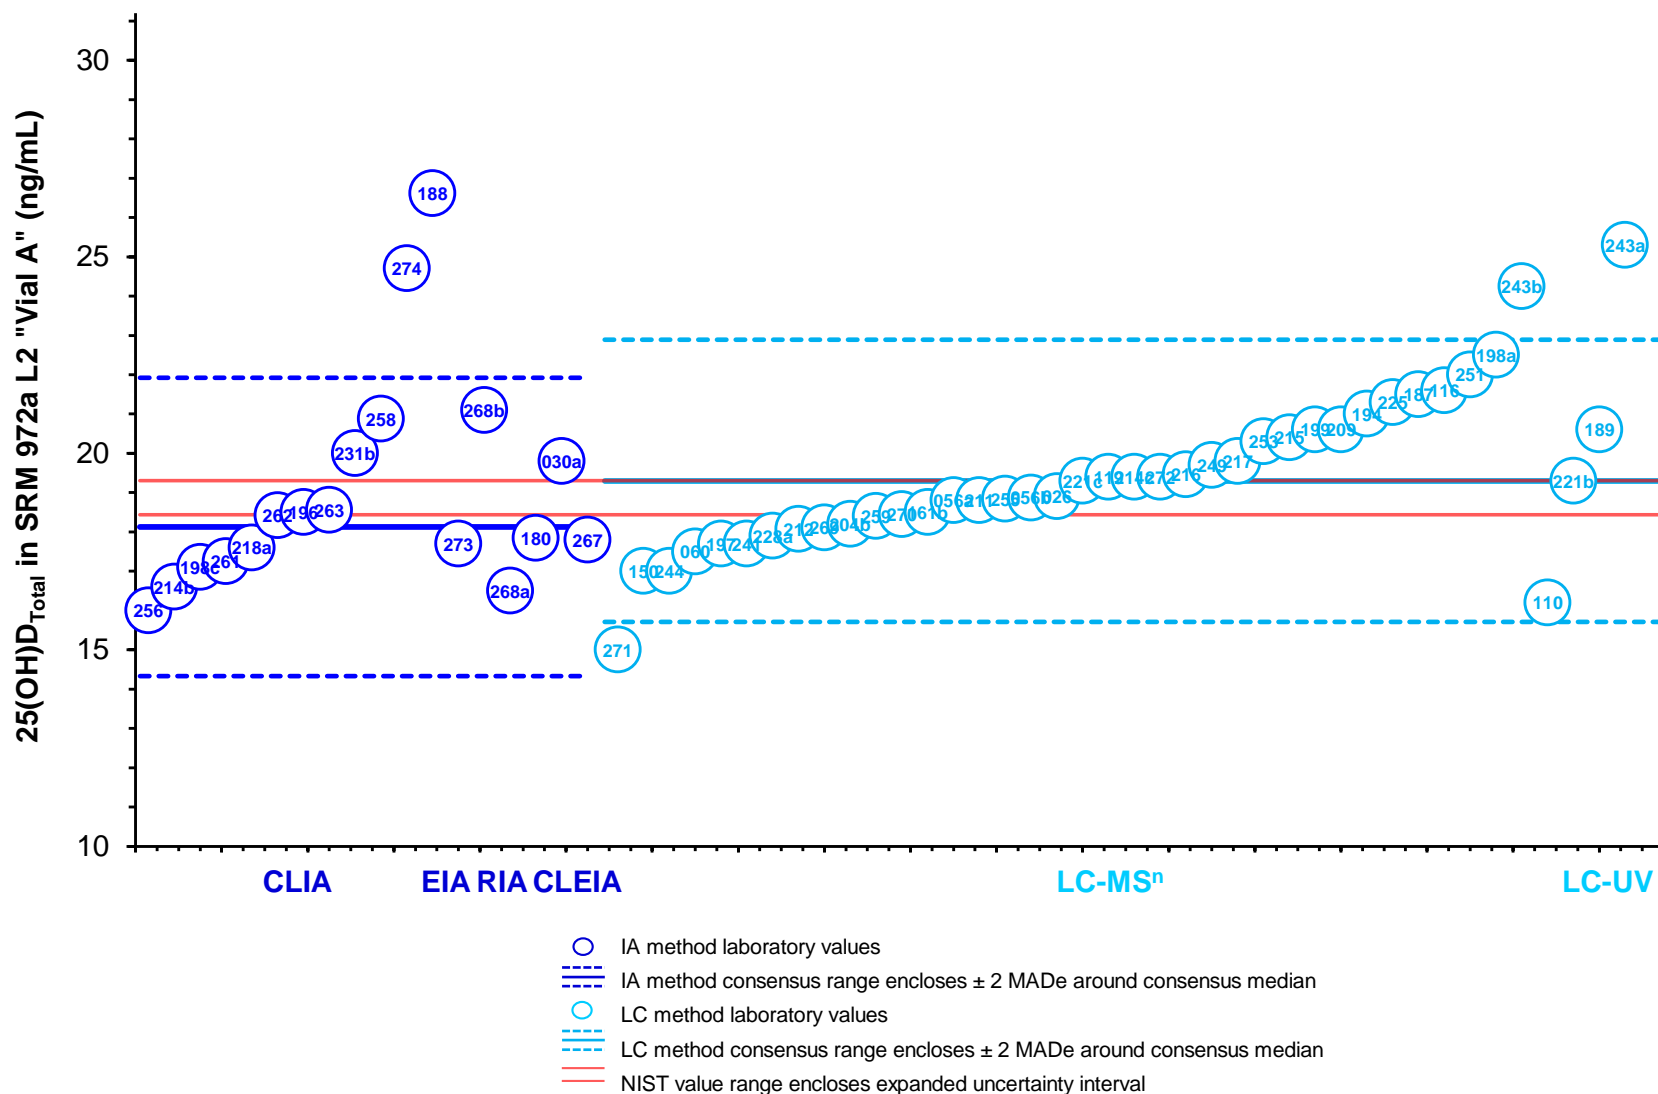 25(OH)D_Total in SRM 972a L2 "Vial A" (ng/mL)
30
25
20
15
10
256
214b
198c
261
218a
262
196
263
231b
258
274
188
273
268b
268a
180
030a
267
271
150
244
060
197
241
228a
212
204b
259
270
161b
056a
211
056b
026
221c
119
214c
272
216
249
217
253
215
199
209
194
225
187
116
251
198a
243b
110
221b
189
243a
CLIA EIA RIA CLEIA LC-MSⁿ LC-UV
IA method laboratory values
IA method consensus range encloses ± 2 MADe around consensus median
LC method laboratory values
LC method consensus range encloses ± 2 MADe around consensus median
NIST value range encloses expanded uncertainty interval